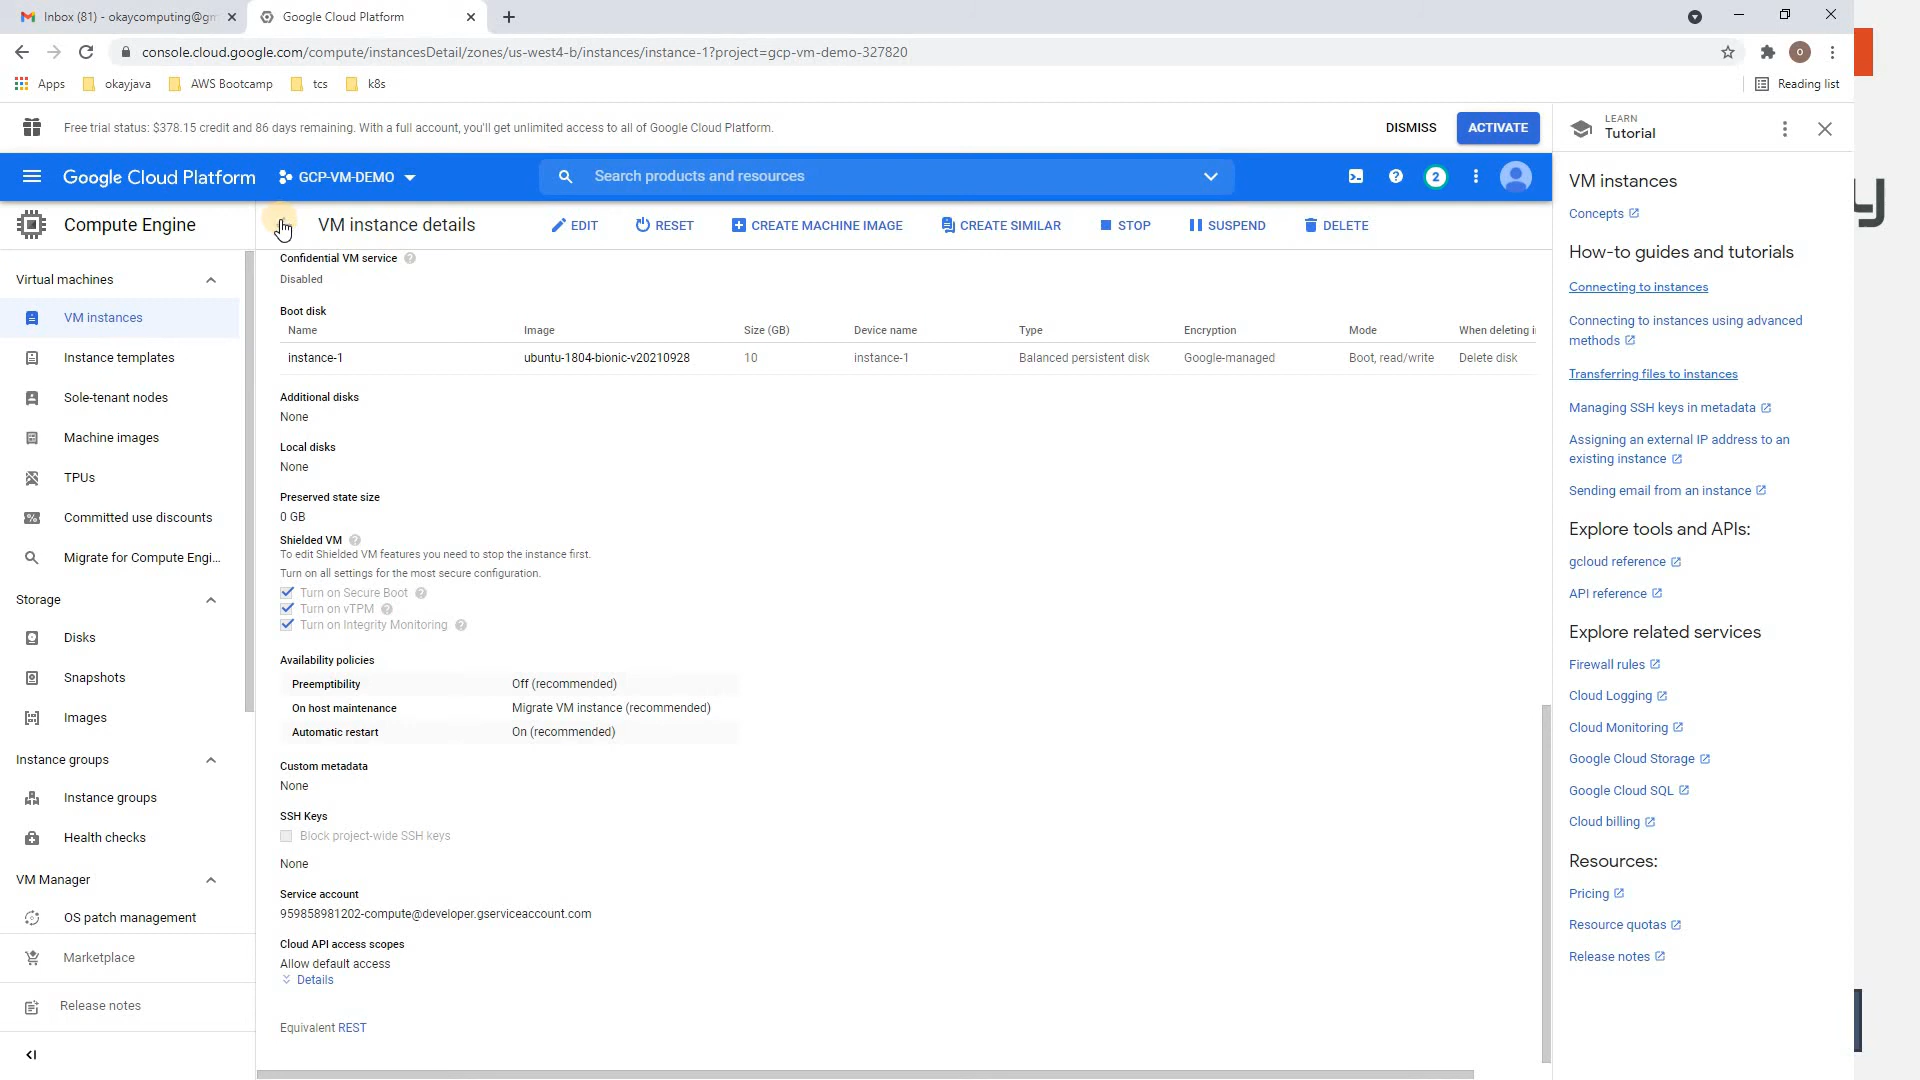 Inbox (81) - okaycomputing@gm
Google Cloud Platform
console.cloud.google.com/compute/instancesDetail/zones/us-west4-b/instances/instance-1?project=gcp-vm-demo-327820
O
Apps
okayjava
AWS Bootcamp
tcs
k8s
Reading list
Free trial status: $378.15 credit and 86 days remaining. With a full account, you'll get unlimited access to all of Google Cloud Platform.
DISMISS
ACTIVATE
LEARN
Tutorial
Google Cloud Platform
GCP-VM-DEMO
Search products and resources
2
Compute Engine
VM instance details
EDIT
RESET
CREATE MACHINE IMAGE
CREATE SIMILAR
STOP
SUSPEND
DELETE
Virtual machines
VM instances
Instance templates
Sole-tenant nodes
Machine images
TPUs
Committed use discounts
Migrate for Compute Engi...
Storage
Disks
Snapshots
Images
Instance groups
Instance groups
Health checks
VM Manager
OS patch management
Marketplace
Release notes
Confidential VM service
Disabled
Boot disk
Name Image Size (GB) Device name Type Encryption Mode When deleting i
instance-1 ubuntu-1804-bionic-v20210928 10 instance-1 Balanced persistent disk Google-managed Boot, read/write Delete disk
Additional disks
None
Local disks
None
Preserved state size
0 GB
Shielded VM
To edit Shielded VM features you need to stop the instance first.
Turn on all settings for the most secure configuration.
Turn on Secure Boot
Turn on vTPM
Turn on Integrity Monitoring
Availability policies
Preemptibility Off (recommended)
On host maintenance Migrate VM instance (recommended)
Automatic restart On (recommended)
Custom metadata
None
SSH Keys
Block project-wide SSH keys
None
Service account
959858981202-compute@developer.gserviceaccount.com
Cloud API access scopes
Allow default access
Details
Equivalent REST
VM instances
Concepts
How-to guides and tutorials
Connecting to instances
Connecting to instances using advanced
methods
Transferring files to instances
Managing SSH keys in metadata
Assigning an external IP address to an
existing instance
Sending email from an instance
Explore tools and APIs:
gcloud reference
API reference
Explore related services
Firewall rules
Cloud Logging
Cloud Monitoring
Google Cloud Storage
Google Cloud SQL
Cloud billing
Resources:
Pricing
Resource quotas
Release notes
y